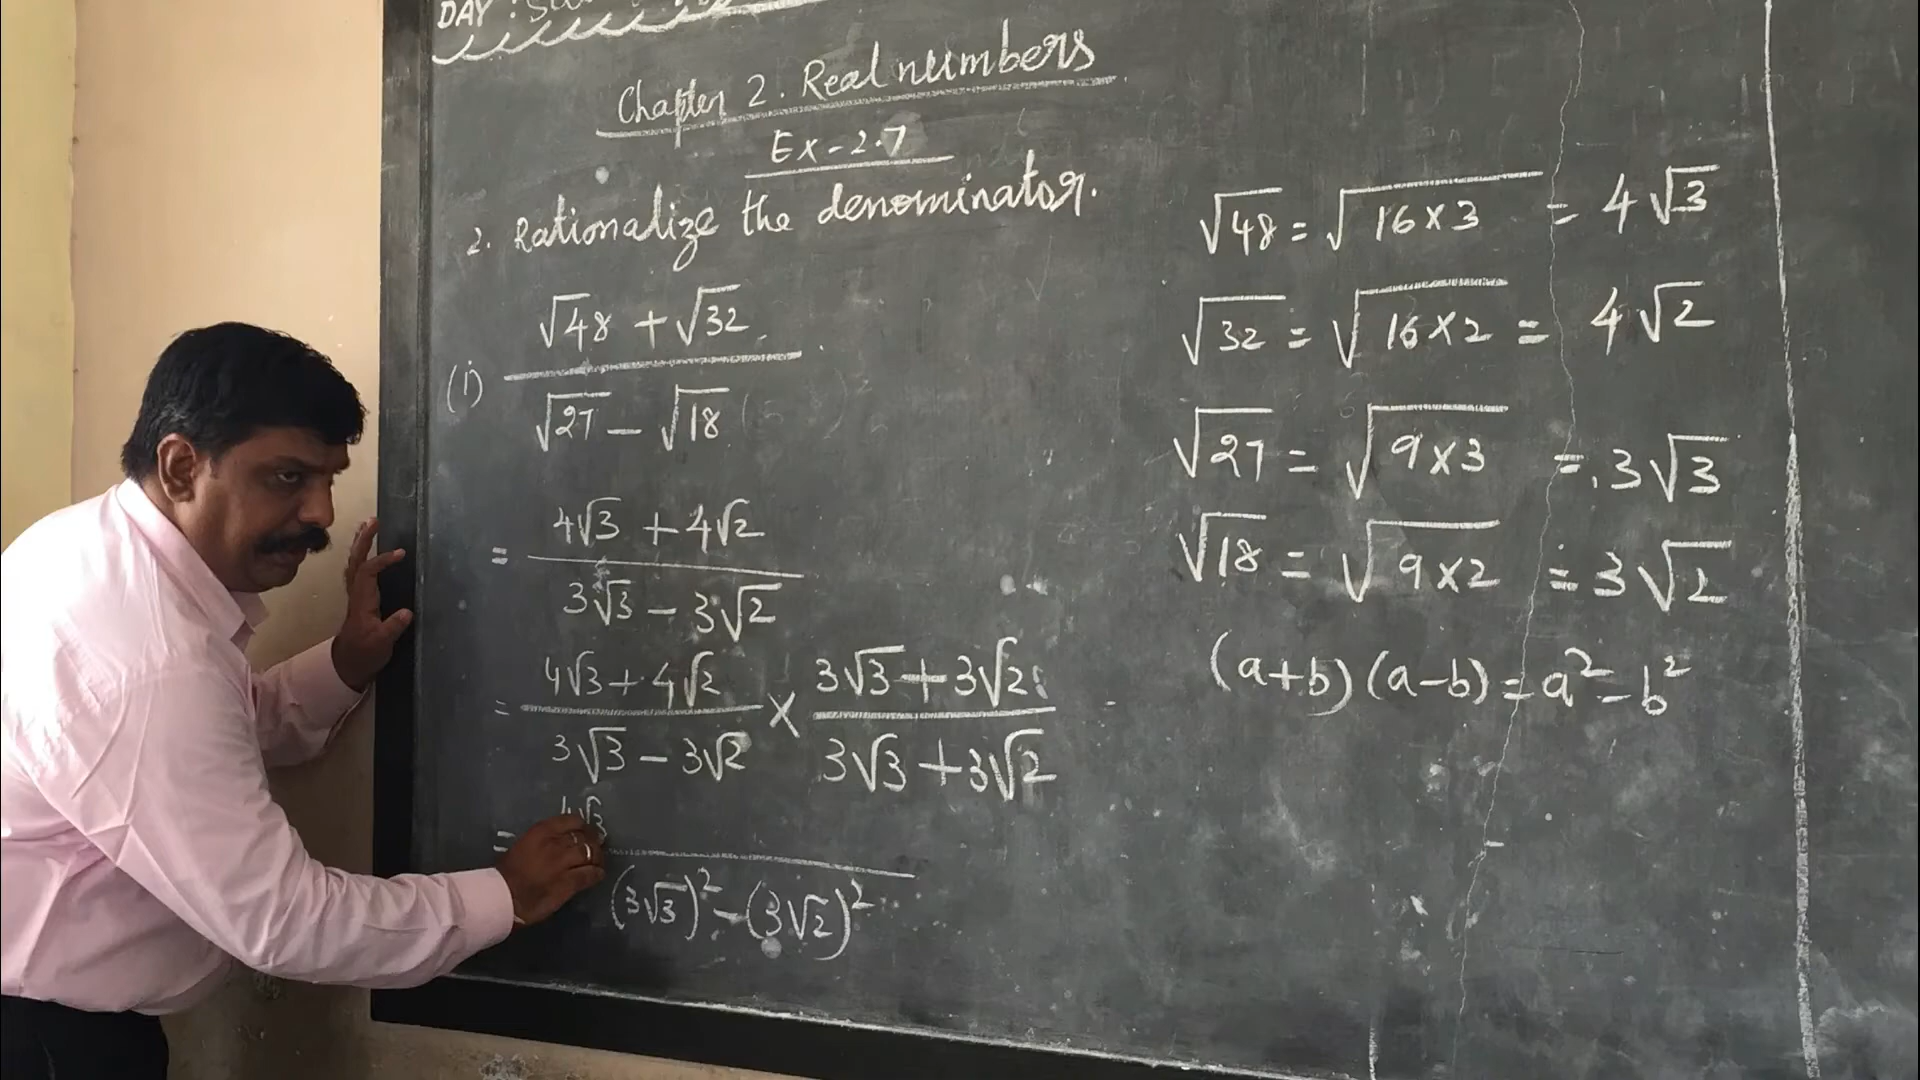 DAY :
Chapter 2. Real numbers
Ex-2.7
2. Rationalize the denominator.
(i) (√48 + √32) / (√27 - √18)
= (4√3 + 4√2) / (3√3 - 3√2)
= (4√3 + 4√2) / (3√3 - 3√2) × (3√3 + 3√2) / (3√3 + 3√2)
= 4√3 / ((3√3)² - (3√2)²)
√48 = √16×3 = 4√3
√32 = √16×2 = 4√2
√27 = √9×3 = 3√3
√18 = √9×2 = 3√2
(a+b)(a-b) = a² - b²